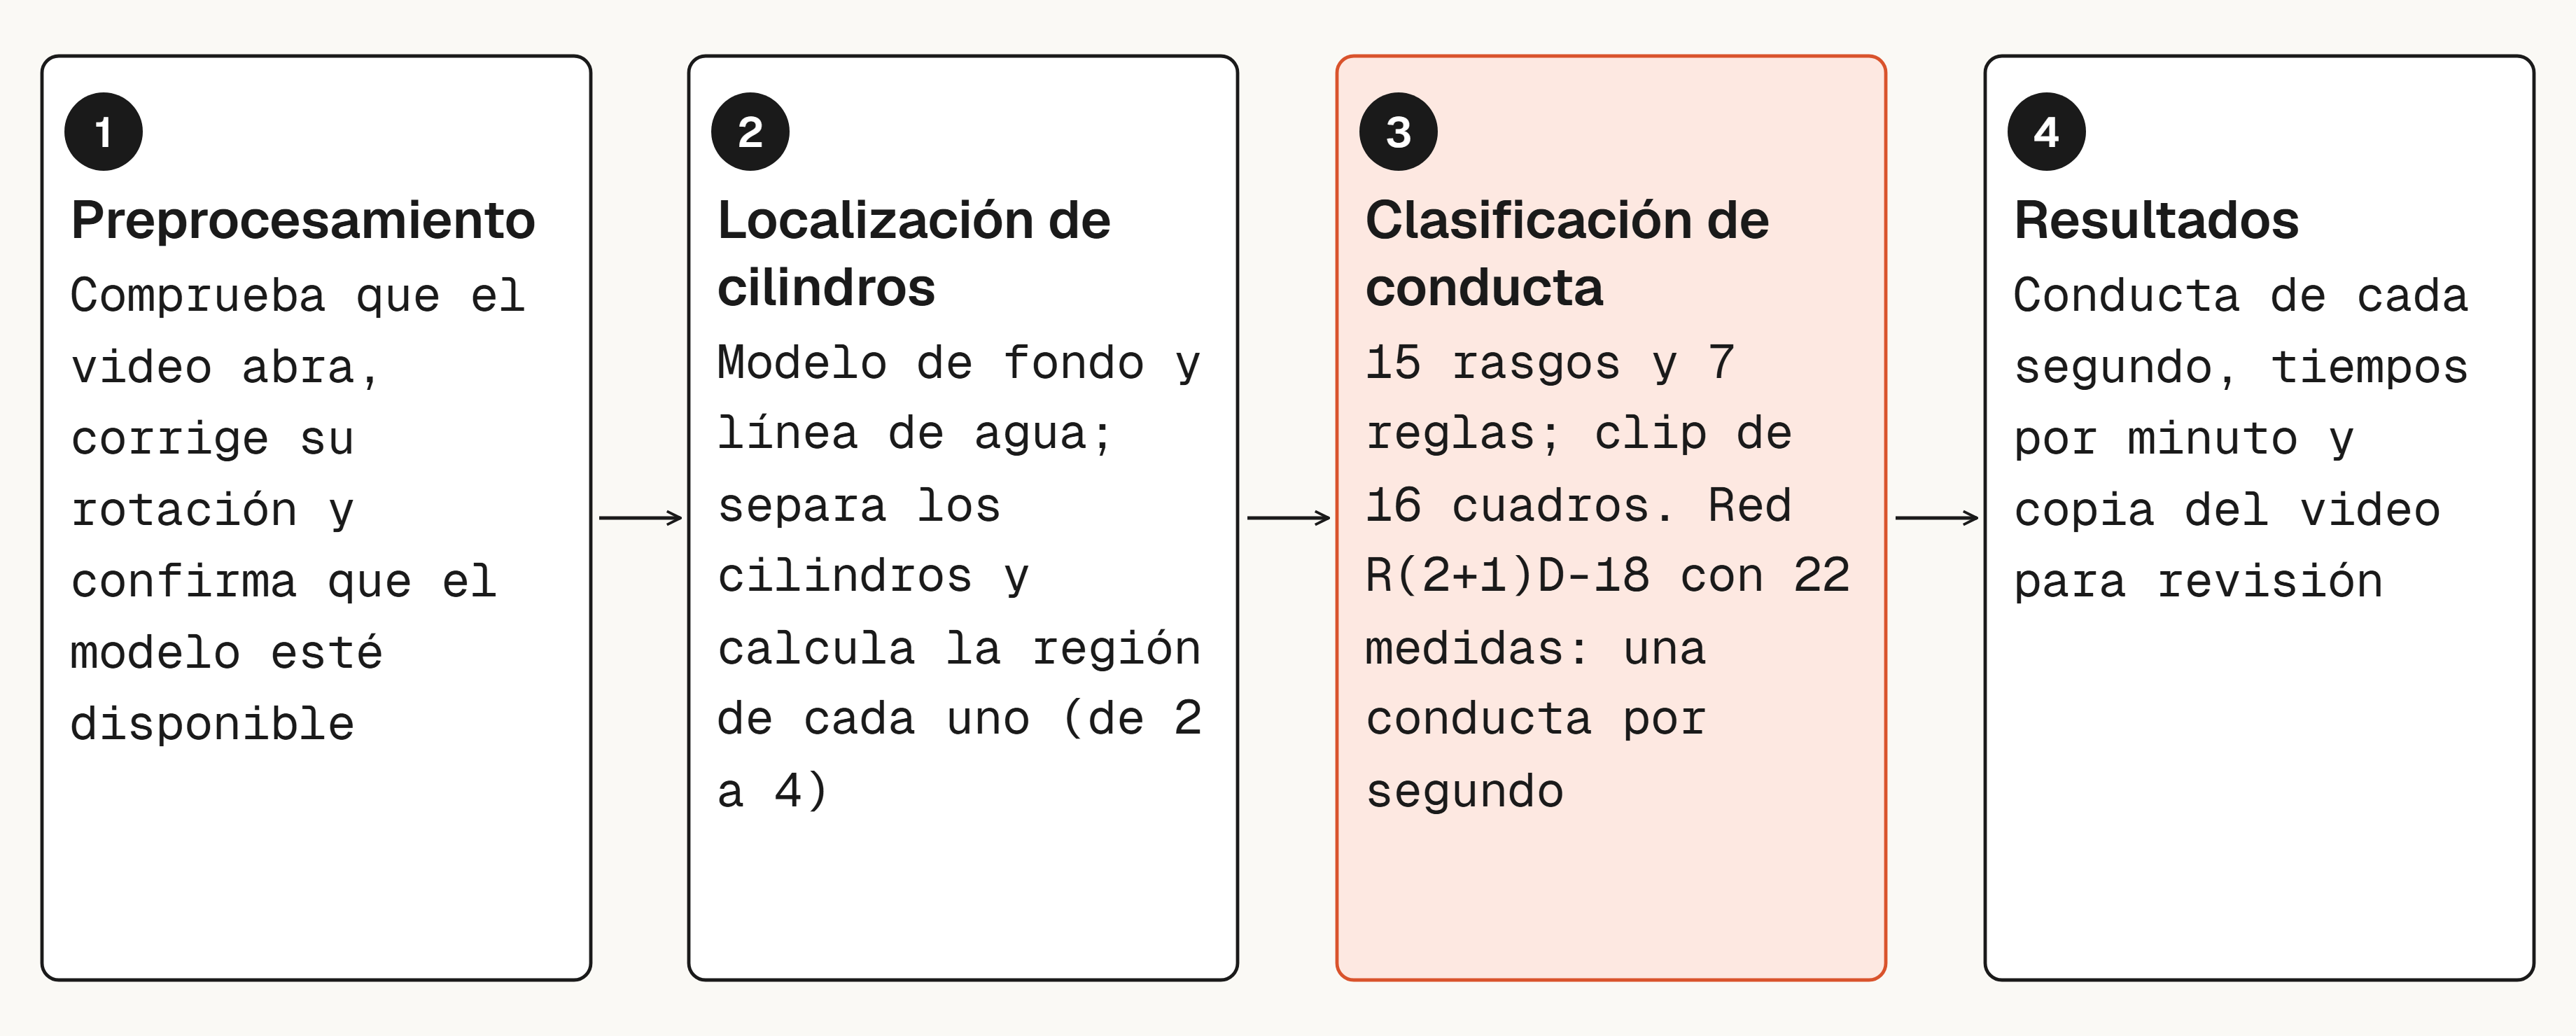 1
Preprocesamiento
Comprueba que el
video abra,
corrige su
rotación y
confirma que el
modelo esté
disponible
2
Localización de
cilindros
Modelo de fondo y
línea de agua;
separa los
cilindros y
calcula la región
de cada uno (de 2
a 4)
3
Clasificación de
conducta
15 rasgos y 7
reglas; clip de
16 cuadros. Red
R(2+1)D-18 con 22
medidas: una
conducta por
segundo
4
Resultados
Conducta de cada
segundo, tiempos
por minuto y
copia del video
para revisión